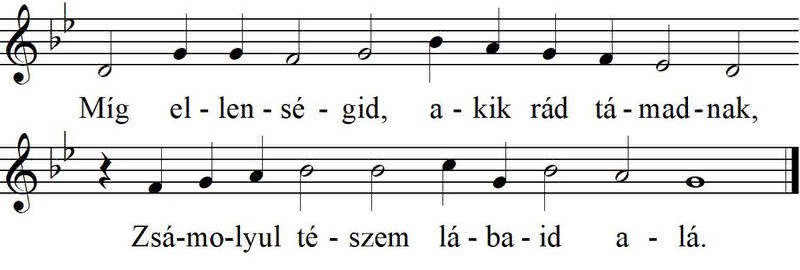 Míg el - len - sé - gid, a - kik rád tá - mad - nak,
Zsá - mo - lyul té - szem lá - ba - id a - lá.